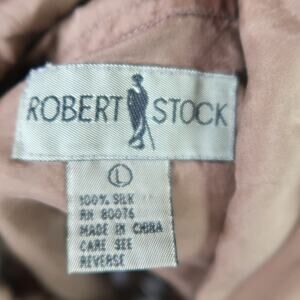 ROBERT STOCK
L
100% SILK
RN 80076
MADE IN CHINA
CARE SEE
REVERSE